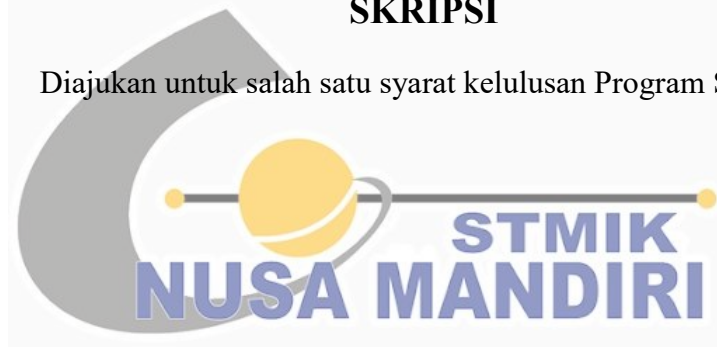 SKRIPSI
Diajukan untuk salah satu syarat kelulusan Program
STMIK
NUSA MANDIRI